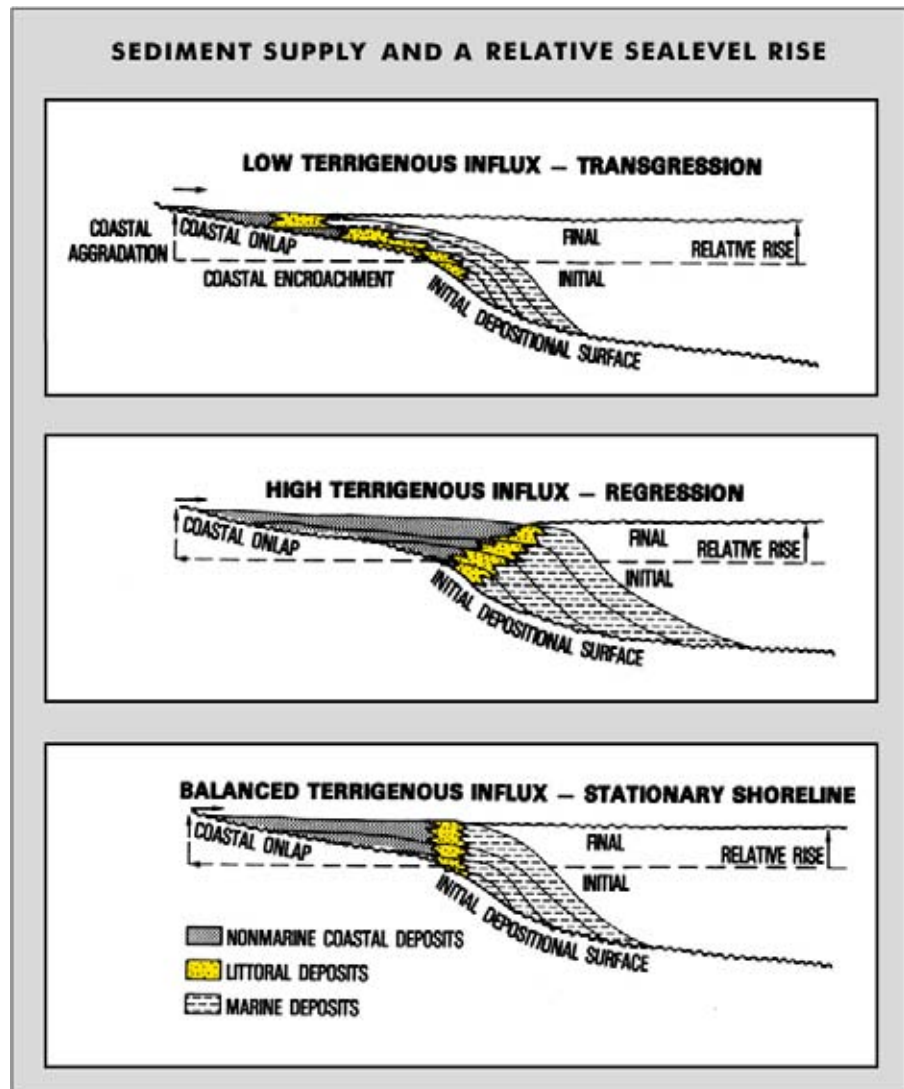 SEDIMENT SUPPLY AND A RELATIVE SEALEVEL RISE
LOW TERRIGENOUS INFLUX – TRANSGRESSION
COASTAL
AGGRADATION
COASTAL ONLAP
COASTAL ENCROACHMENT
INITIAL DEPOSITIONAL SURFACE
FINAL
INITIAL
RELATIVE RISE
HIGH TERRIGENOUS INFLUX – REGRESSION
COASTAL ONLAP
INITIAL DEPOSITIONAL SURFACE
FINAL
INITIAL
RELATIVE RISE
BALANCED TERRIGENOUS INFLUX – STATIONARY SHORELINE
COASTAL ONLAP
INITIAL DEPOSITIONAL SURFACE
FINAL
INITIAL
RELATIVE RISE
NONMARINE COASTAL DEPOSITS
LITTORAL DEPOSITS
MARINE DEPOSITS